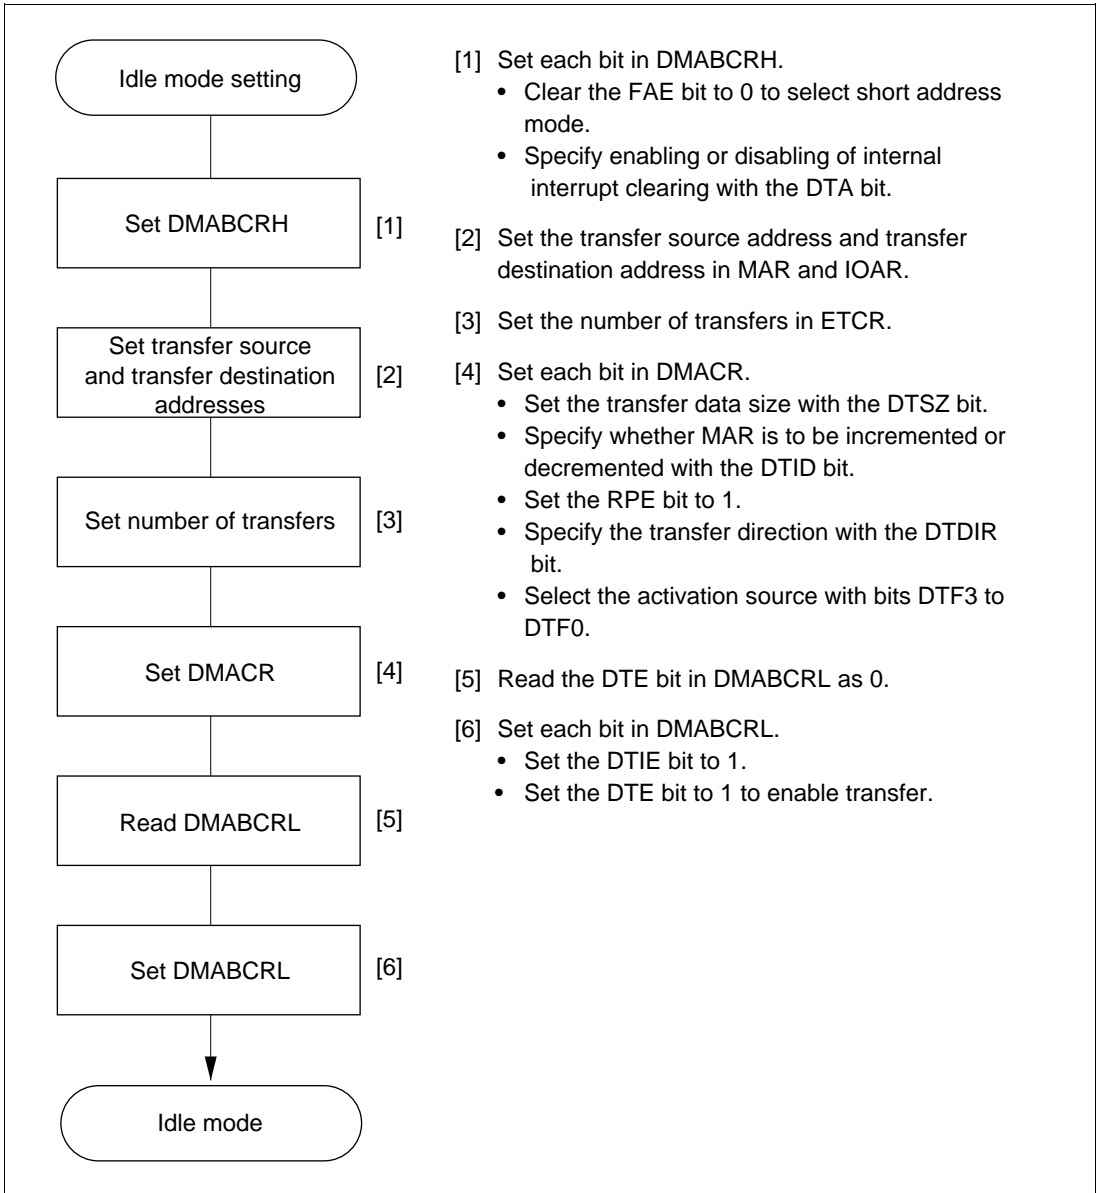 Idle mode setting
Set DMABCRH [1]
Set transfer source
and transfer destination
addresses
[2]
Set number of transfers [3]
Set DMACR [4]
Read DMABCRL [5]
Set DMABCRL [6]
Idle mode
[1] Set each bit in DMABCRH.
• Clear the FAE bit to 0 to select short address
mode.
• Specify enabling or disabling of internal
interrupt clearing with the DTA bit.
[2] Set the transfer source address and transfer
destination address in MAR and IOAR.
[3] Set the number of transfers in ETCR.
[4] Set each bit in DMACR.
• Set the transfer data size with the DTSZ bit.
• Specify whether MAR is to be incremented or
decremented with the DTID bit.
• Set the RPE bit to 1.
• Specify the transfer direction with the DTDIR
bit.
• Select the activation source with bits DTF3 to
DTF0.
[5] Read the DTE bit in DMABCRL as 0.
[6] Set each bit in DMABCRL.
• Set the DTIE bit to 1.
• Set the DTE bit to 1 to enable transfer.